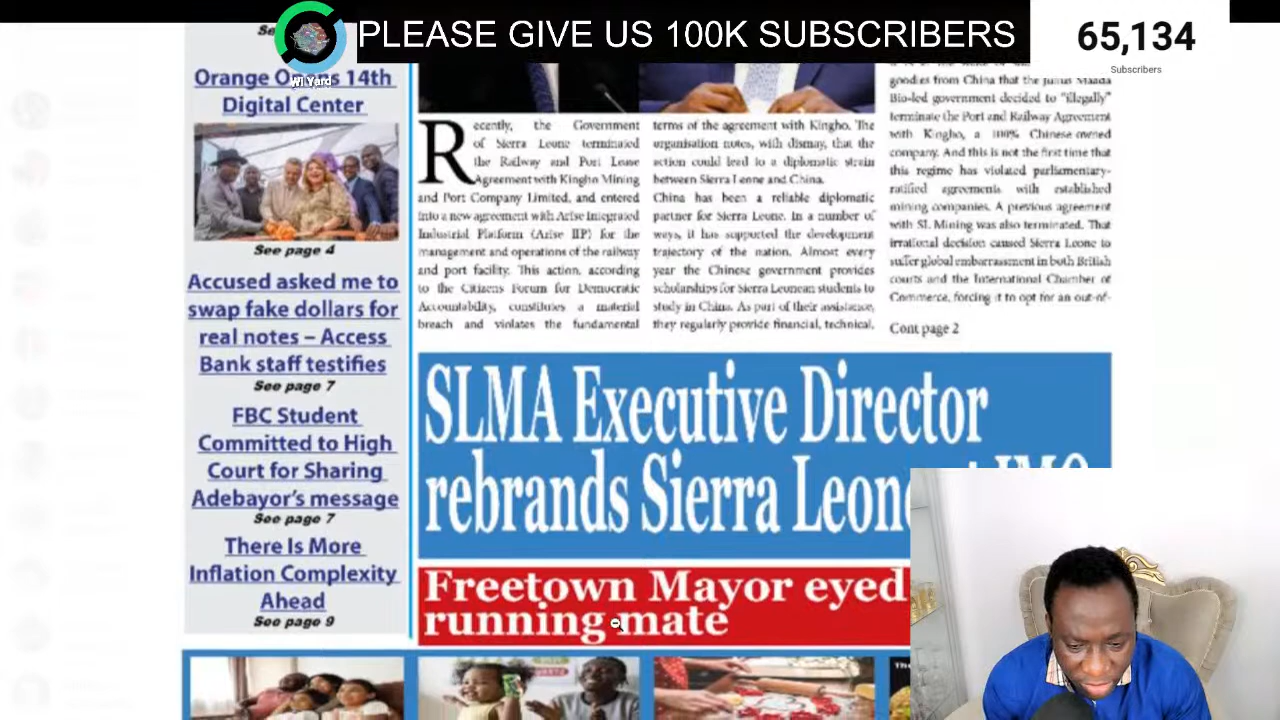 PLEASE GIVE US 100K SUBSCRIBERS
65,134
Subscribers
Wi Yard
Orange 14th
Digital Center
See page 4
Accused asked me to
swap fake dollars for
real notes – Access
Bank staff testifies
See page 7
FBC Student
Committed to High
Court for Sharing
Adebayor's message
See page 7
There Is More
Inflation Complexity
Ahead
See page 9
Recently, the Government
of Sierra Leone terminated
the Railway and Port Lease
Agreement with Kingho Mining
and Port Company Limited, and entered
into a new agreement with Arise Integrated
Industrial Platform (Arise IIP) for the
management and operations of the railway
and port facility. This action, according
to the Citizens Forum for Democratic
Accountability, constitutes a material
breach and violates the fundamental
terms of the agreement with Kingho. The
organisation notes, with dismay, that the
action could lead to a diplomatic strain
between Sierra Leone and China.
China has been a reliable diplomatic
partner for Sierra Leone. In a number of
ways, it has supported the development
trajectory of the nation. Almost every
year the Chinese government provides
scholarships for Sierra Leonean students to
study in China. As part of their assistance,
they regularly provide financial, technical,
goodies from China that the Julius Maada
Bio-led government decided to "illegally"
terminate the Port and Railway Agreement
with Kingho, a 100% Chinese-owned
company. And this is not the first time that
this regime has violated parliamentary-
ratified agreements with established
mining companies. A previous agreement
with SL Mining was also terminated. That
irrational decision caused Sierra Leone to
suffer global embarrassment in both British
courts and the International Chamber of
Commerce, forcing it to opt for an out-of-
Cont page 2
SLMA Executive Director
rebrands Sierra Leone IMO
Freetown Mayor eyed
running mate